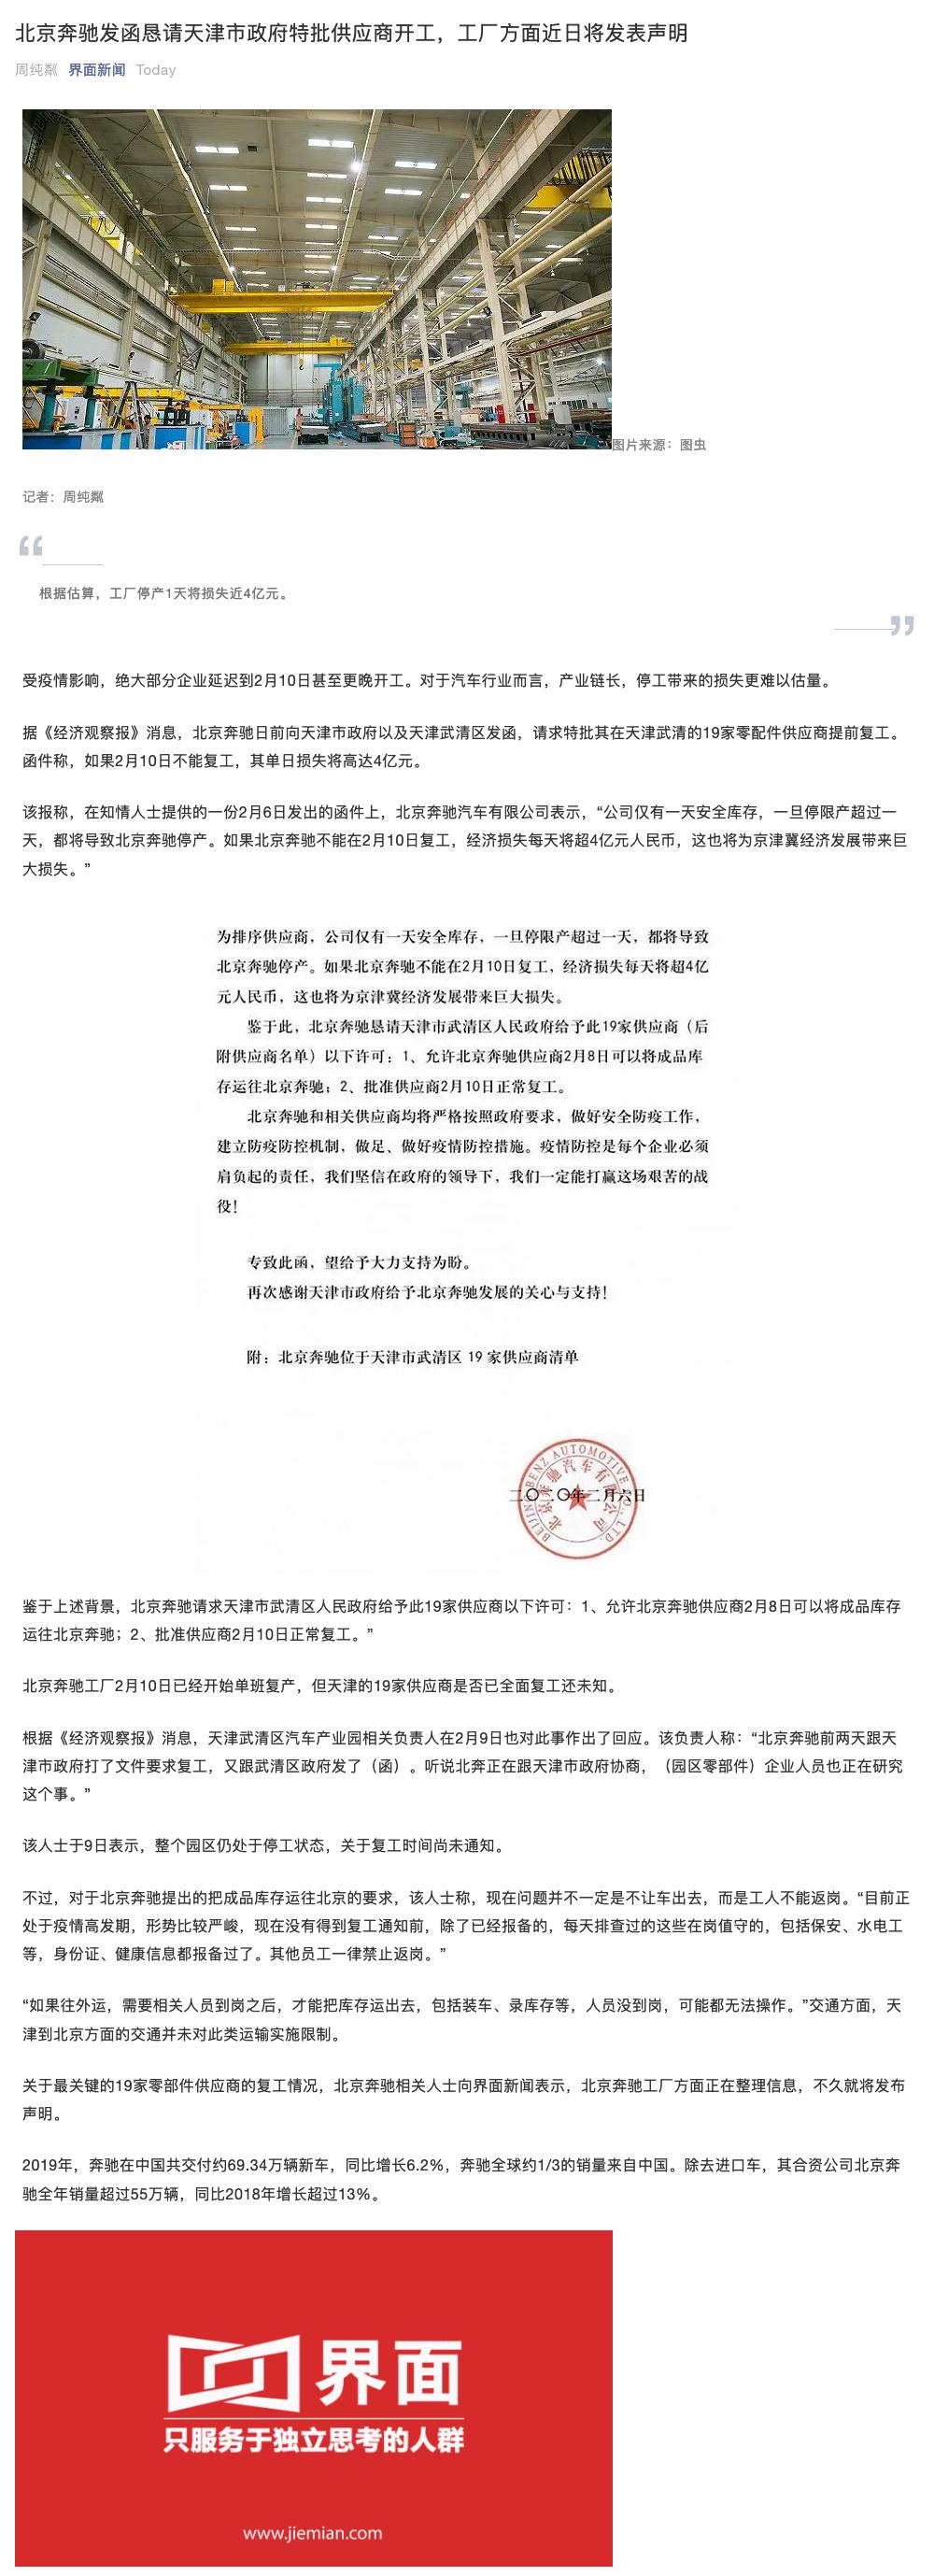 北京奔驰发函恳请天津市政府特批供应商开工，工厂方面近日将发表声明
周纯粼 界面新闻 Today
图片来源：图虫
记者：周纯粼
“
根据估算，工厂停产1天将损失近4亿元。
”
受疫情影响，绝大部分企业延迟到2月10日甚至更晚开工。对于汽车行业而言，产业链长，停工带来的损失更难以估量。
据《经济观察报》消息，北京奔驰日前向天津市政府以及天津武清区发函，请求特批其在天津武清的19家零配件供应商提前复工。
函件称，如果2月10日不能复工，其单日损失将高达4亿元。
该报称，在知情人士提供的一份2月6日发出的函件上，北京奔驰汽车有限公司表示，“公司仅有一天安全库存，一旦停限产超过一
天，都将导致北京奔驰停产。如果北京奔驰不能在2月10日复工，经济损失每天将超4亿元人民币，这也将为京津冀经济发展带来巨
大损失。”
为排序供应商，公司仅有一天安全库存，一旦停限产超过一天，都将导致
北京奔驰停产。如果北京奔驰不能在2月10日复工，经济损失每天将超4亿
元人民币，这也将为京津冀经济发展带来巨大损失。
鉴于此，北京奔驰恳请天津市武清区人民政府给予此19家供应商（后
附供应商名单）以下许可：1、允许北京奔驰供应商2月8日可以将成品库
存运往北京奔驰；2、批准供应商2月10日正常复工。
北京奔驰和相关供应商均将严格按照政府要求，做好安全防疫工作，
建立防疫防控机制，做足、做好疫情防控措施。疫情防控是每个企业必须
肩负起的责任，我们坚信在政府的领导下，我们一定能打赢这场艰苦的战
役！
专致此函，望给予大力支持为盼。
再次感谢天津市政府给予北京奔驰发展的关心与支持！
附：北京奔驰位于天津市武清区 19 家供应商清单
BEIJING BENZ AUTOMOTIVE CO., LTD.
北京奔驰汽车有限公司
二〇二〇年二月六日
鉴于上述背景，北京奔驰请求天津市武清区人民政府给予此19家供应商以下许可：1、允许北京奔驰供应商2月8日可以将成品库存
运往北京奔驰；2、批准供应商2月10日正常复工。”
北京奔驰工厂2月10日已经开始单班复产，但天津的19家供应商是否已全面复工还未知。
根据《经济观察报》消息，天津武清区汽车产业园相关负责人在2月9日也对此事作出了回应。该负责人称：“北京奔驰前两天跟天
津市政府打了文件要求复工，又跟武清区政府发了（函）。听说北奔正在跟天津市政府协商，（园区零部件）企业人员也正在研究
这个事。”
该人士于9日表示，整个园区仍处于停工状态，关于复工时间尚未通知。
不过，对于北京奔驰提出的把成品库存运往北京的要求，该人士称，现在问题并不一定是不让车出去，而是工人不能返岗。“目前正
处于疫情高发期，形势比较严峻，现在没有得到复工通知前，除了已经报备的，每天排查过的这些在岗值守的，包括保安、水电工
等，身份证、健康信息都报备过了。其他员工一律禁止返岗。”
“如果往外运，需要相关人员到岗之后，才能把库存运出去，包括装车、录库存等，人员没到岗，可能都无法操作。”交通方面，天
津到北京方面的交通并未对此类运输实施限制。
关于最关键的19家零部件供应商的复工情况，北京奔驰相关人士向界面新闻表示，北京奔驰工厂方面正在整理信息，不久就将发布
声明。
2019年，奔驰在中国共交付约69.34万辆新车，同比增长6.2%，奔驰全球约1/3的销量来自中国。除去进口车，其合资公司北京奔
驰全年销量超过55万辆，同比2018年增长超过13%。
界面
只服务于独立思考的人群
www.jiemian.com